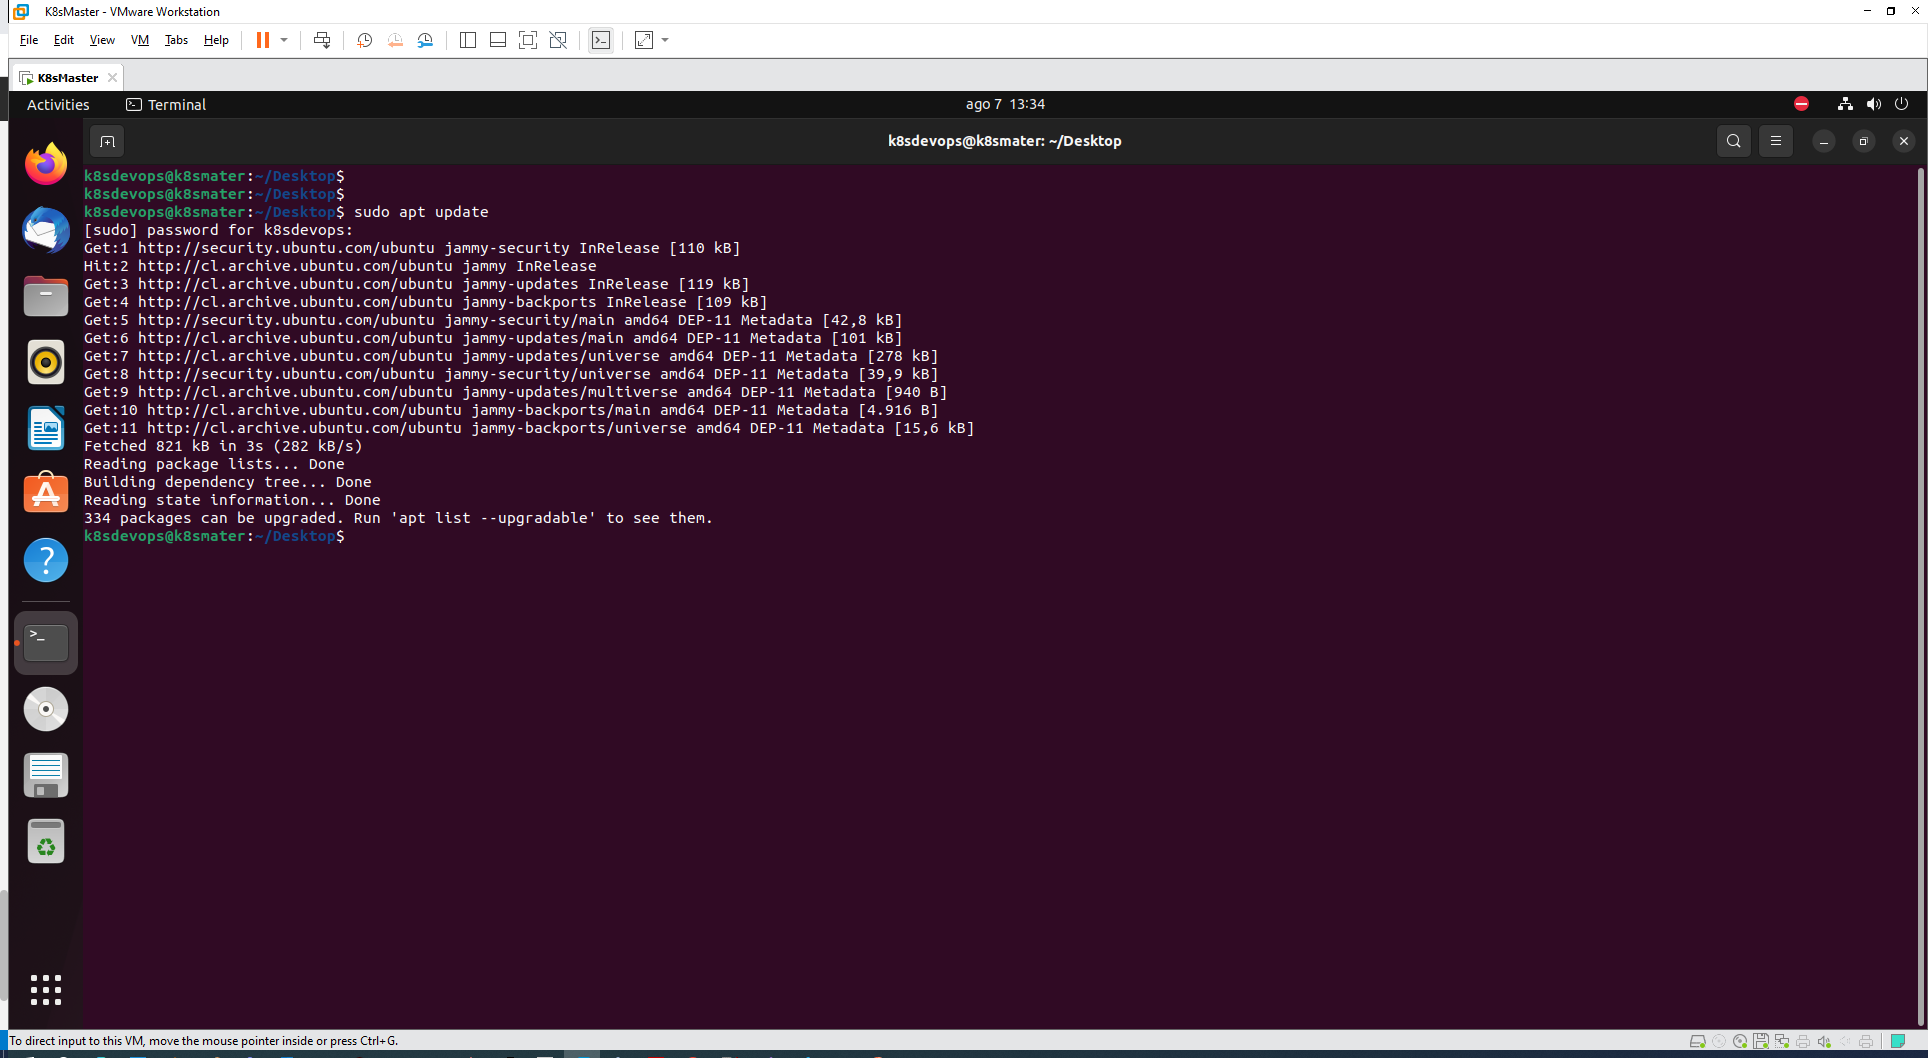 K8sMaster - VMware Workstation
File Edit View VM Tabs Help
K8sMaster
Activities Terminal ago 7 13:34
k8sdevops@k8smater: ~/Desktop
k8sdevops@k8smater:~/Desktop$
k8sdevops@k8smater:~/Desktop$
k8sdevops@k8smater:~/Desktop$ sudo apt update
[sudo] password for k8sdevops:
Get:1 http://security.ubuntu.com/ubuntu jammy-security InRelease [110 kB]
Hit:2 http://cl.archive.ubuntu.com/ubuntu jammy InRelease
Get:3 http://cl.archive.ubuntu.com/ubuntu jammy-updates InRelease [119 kB]
Get:4 http://cl.archive.ubuntu.com/ubuntu jammy-backports InRelease [109 kB]
Get:5 http://security.ubuntu.com/ubuntu jammy-security/main amd64 DEP-11 Metadata [42,8 kB]
Get:6 http://cl.archive.ubuntu.com/ubuntu jammy-updates/main amd64 DEP-11 Metadata [101 kB]
Get:7 http://cl.archive.ubuntu.com/ubuntu jammy-updates/universe amd64 DEP-11 Metadata [278 kB]
Get:8 http://security.ubuntu.com/ubuntu jammy-security/universe amd64 DEP-11 Metadata [39,9 kB]
Get:9 http://cl.archive.ubuntu.com/ubuntu jammy-updates/multiverse amd64 DEP-11 Metadata [940 B]
Get:10 http://cl.archive.ubuntu.com/ubuntu jammy-backports/main amd64 DEP-11 Metadata [4.916 B]
Get:11 http://cl.archive.ubuntu.com/ubuntu jammy-backports/universe amd64 DEP-11 Metadata [15,6 kB]
Fetched 821 kB in 3s (282 kB/s)
Reading package lists... Done
Building dependency tree... Done
Reading state information... Done
334 packages can be upgraded. Run 'apt list --upgradable' to see them.
k8sdevops@k8smater:~/Desktop$
To direct input to this VM, move the mouse pointer inside or press Ctrl+G.